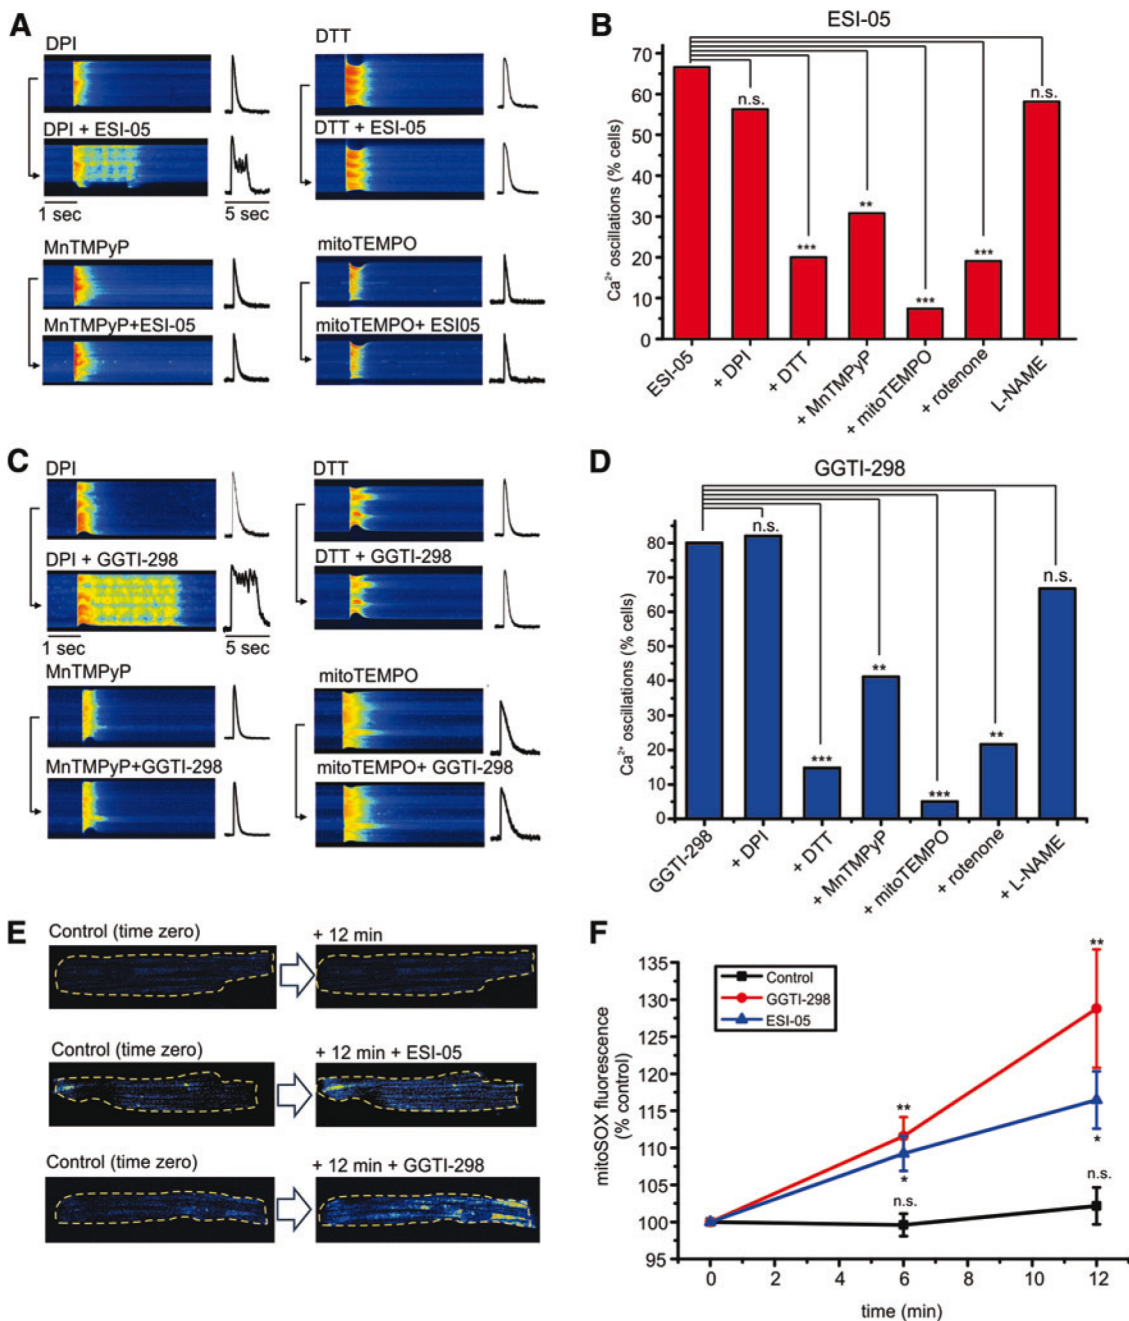 A
DPI
DPI + ESI-05
1 sec
5 sec
MnTMPyP
MnTMPyP+ESI-05
DTT
DTT + ESI-05
mitoTEMPO
mitoTEMPO+ ESI05
B
ESI-05
Ca²⁺ oscillations (% cells)
70
60
50
40
30
20
10
0
n.s.
***
**
***
***
n.s.
ESI-05
+ DPI
+ DTT
+ MnTMPyP
+ mitoTEMPO
+ rotenone
L-NAME
C
DPI
DPI + GGTI-298
1 sec
5 sec
MnTMPyP
MnTMPyP+GGTI-298
DTT
DTT + GGTI-298
mitoTEMPO
mitoTEMPO+ GGTI-298
D
GGTI-298
Ca²⁺ oscillations (% cells)
80
70
60
50
40
30
20
10
0
n.s.
***
**
***
**
n.s.
GGTI-298
+ DPI
+ DTT
+ MnTMPyP
+ mitoTEMPO
+ rotenone
+ L-NAME
E
Control (time zero)
+ 12 min
Control (time zero)
+ 12 min + ESI-05
Control (time zero)
+ 12 min + GGTI-298
F
mitoSOX fluorescence
(% control)
135
130
125
120
115
110
105
100
95
Control
GGTI-298
ESI-05
**
*
n.s.
**
*
n.s.
0
2
4
6
8
10
12
time (min)